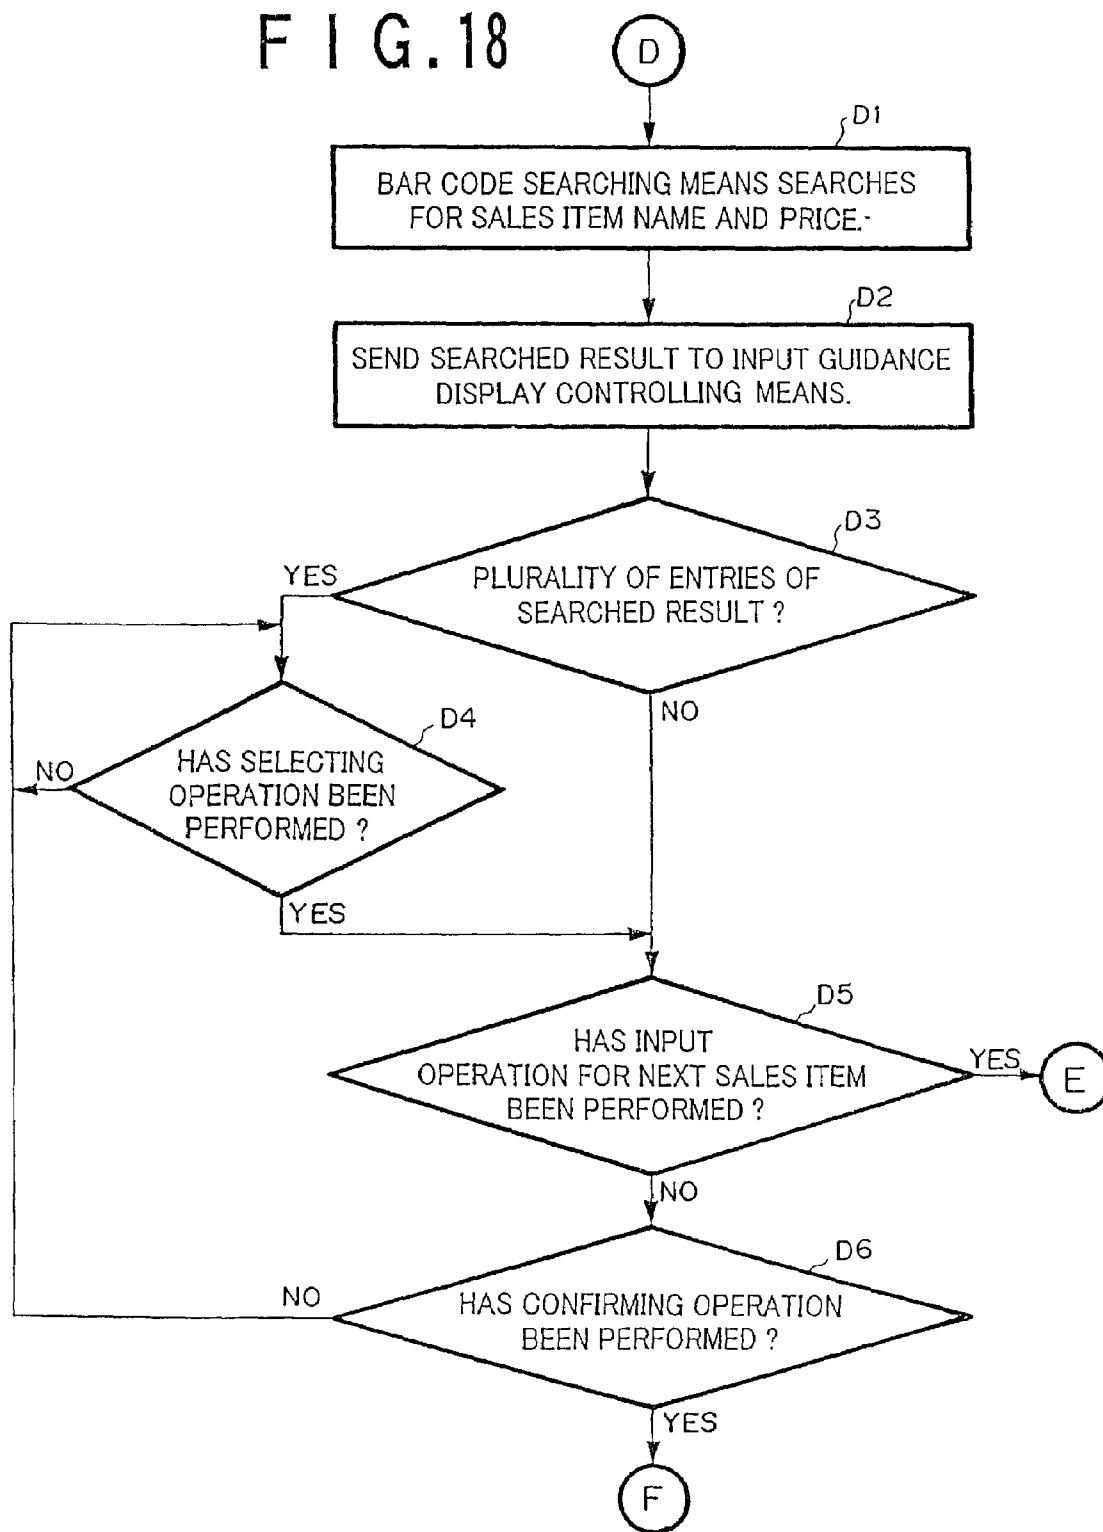 FIG.18
D
D1
BAR CODE SEARCHING MEANS SEARCHES
FOR SALES ITEM NAME AND PRICE.
D2
SEND SEARCHED RESULT TO INPUT GUIDANCE
DISPLAY CONTROLLING MEANS.
D3
PLURALITY OF ENTRIES OF
SEARCHED RESULT ?
YES
NO
D4
HAS SELECTING
OPERATION BEEN
PERFORMED ?
NO
YES
D5
HAS INPUT
OPERATION FOR NEXT SALES ITEM
BEEN PERFORMED ?
YES
E
NO
D6
HAS CONFIRMING OPERATION
BEEN PERFORMED ?
NO
YES
F